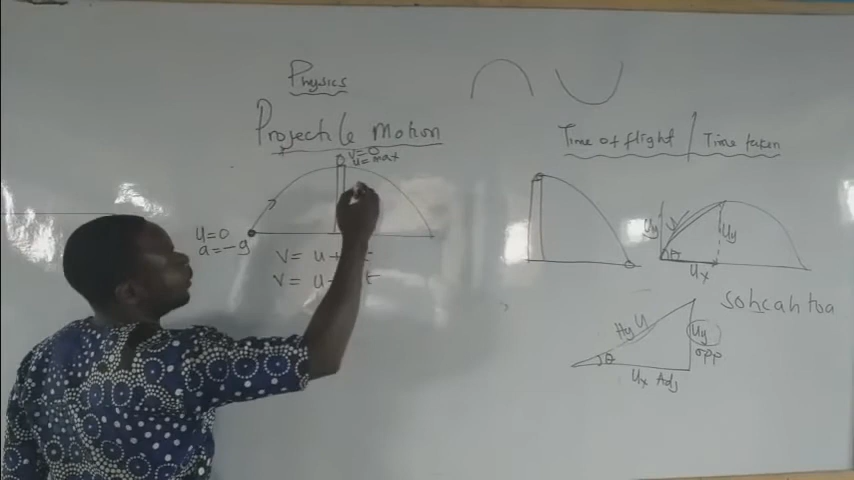 Physics
Projectile Motion
V=0
u=max
u=0
a=-g
V= u
V= u
Time of flight / Time taken
Uy
U
θ
Uy
Ux
sohcahtoa
Hy U
Uy
opp
θ
Ux Adj